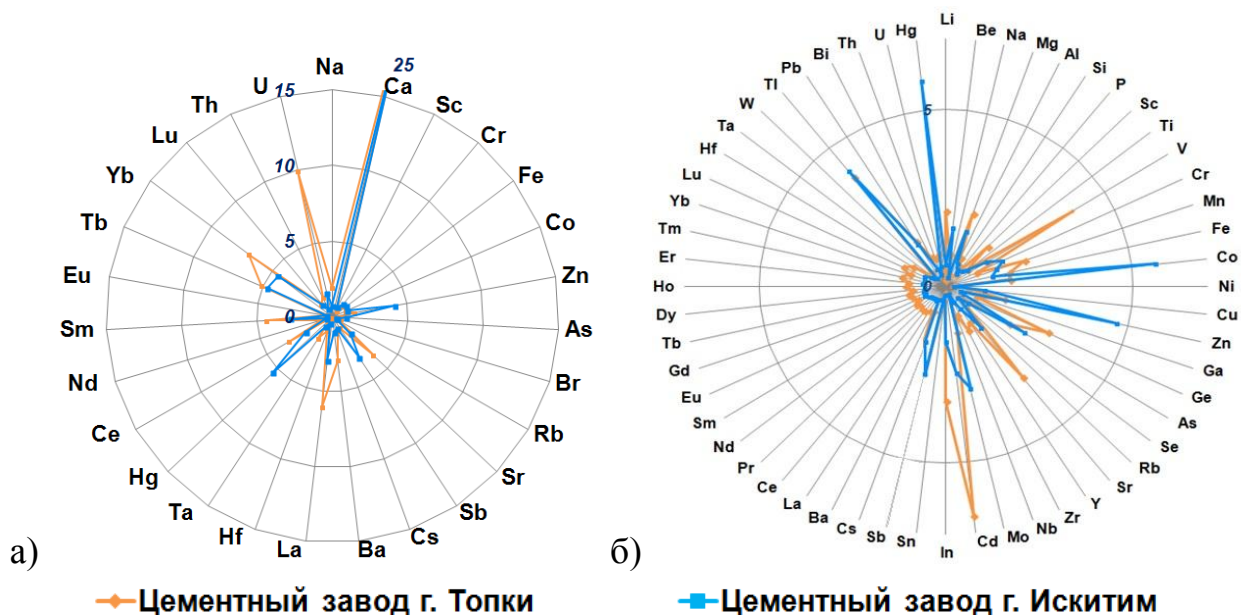 25
Na
Ca
Sc
Cr
Fe
Co
Zn
As
Br
Rb
Sr
Sb
Cs
Ba
La
Hf
Ta
Hg
Ce
Nd
Sm
Eu
Tb
Yb
Lu
Th
U
15
10
5
0
а)
Li
Be
Na
Mg
Al
Si
P
Sc
Ti
V
Cr
Mn
Fe
Co
Ni
Cu
Zn
Ga
Ge
As
Se
Rb
Sr
Y
Zr
Nb
Mo
Cd
In
Sn
Sb
Cs
Ba
La
Ce
Pr
Nd
Sm
Eu
Gd
Tb
Dy
Ho
Er
Tm
Yb
Lu
Hf
Ta
W
Tl
Pb
Bi
Th
U
Hg
5
0
б)
Цементный завод г. Топки
Цементный завод г. Искитим